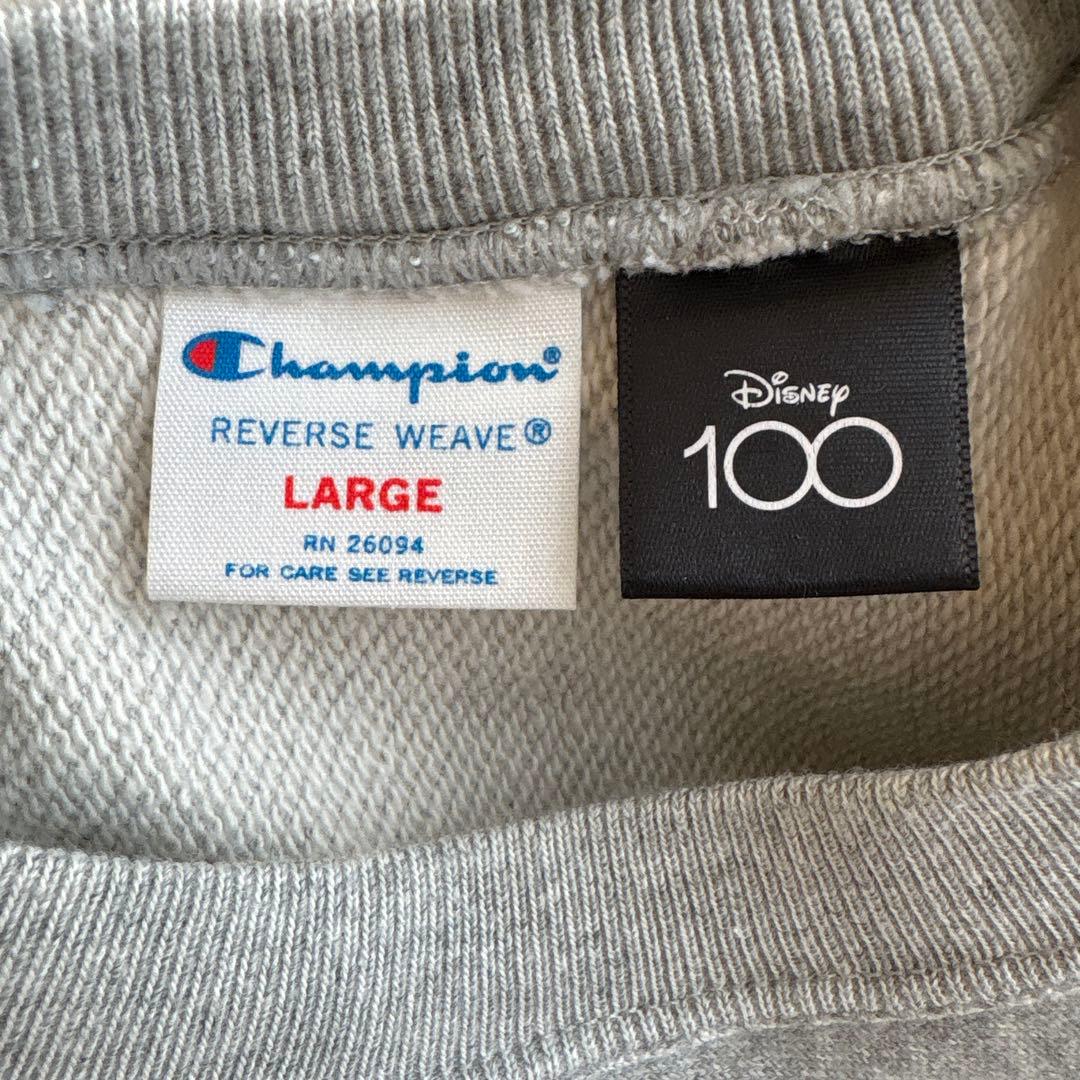 Champion®
REVERSE WEAVE®
LARGE
RN 26094
FOR CARE SEE REVERSE
Disney
100